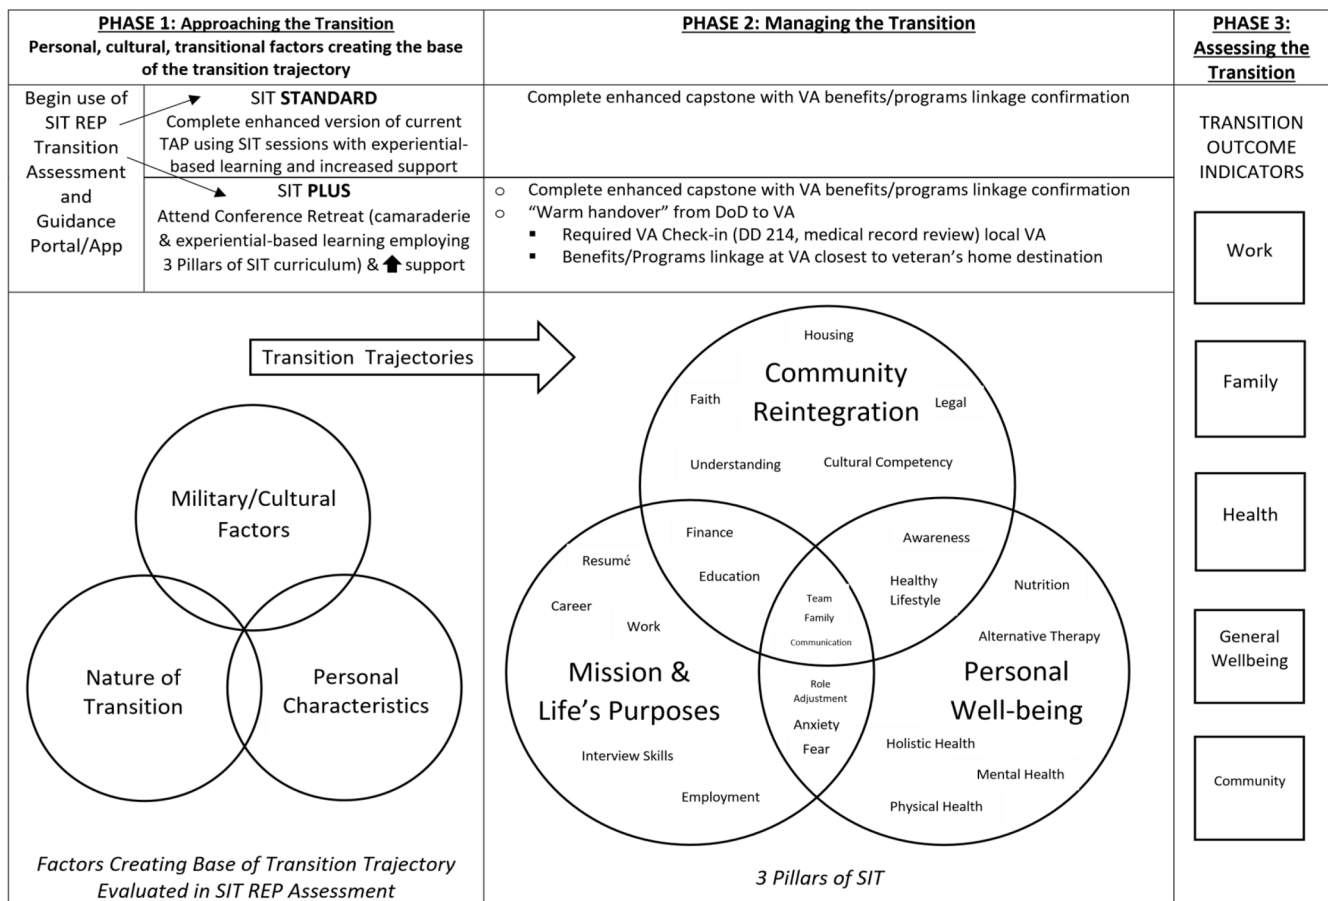 PHASE 1: Approaching the Transition
Personal, cultural, transitional factors creating the base
of the transition trajectory
PHASE 2: Managing the Transition
PHASE 3:
Assessing the
Transition
Begin use of
SIT REP
Transition
Assessment
and
Guidance
Portal/App
SIT STANDARD
Complete enhanced version of current
TAP using SIT sessions with experiential-
based learning and increased support
Complete enhanced capstone with VA benefits/programs linkage confirmation
SIT PLUS
Attend Conference Retreat (camaraderie
& experiential-based learning employing
3 Pillars of SIT curriculum) & support
Complete enhanced capstone with VA benefits/programs linkage confirmation
“Warm handover” from DoD to VA
Required VA Check-in (DD 214, medical record review) local VA
Benefits/Programs linkage at VA closest to veteran’s home destination
TRANSITION
OUTCOME
INDICATORS
Work
Family
Health
General
Wellbeing
Community
Transition Trajectories
Military/Cultural
Factors
Nature of
Transition
Personal
Characteristics
Factors Creating Base of Transition Trajectory
Evaluated in SIT REP Assessment
Housing
Community
Reintegration
Faith
Legal
Understanding
Cultural Competency
Finance
Education
Awareness
Healthy
Lifestyle
Team
Family
Communication
Resumé
Career
Work
Mission &
Life’s Purposes
Interview Skills
Employment
Role
Adjustment
Anxiety
Fear
Nutrition
Alternative Therapy
Personal
Well-being
Holistic Health
Mental Health
Physical Health
3 Pillars of SIT